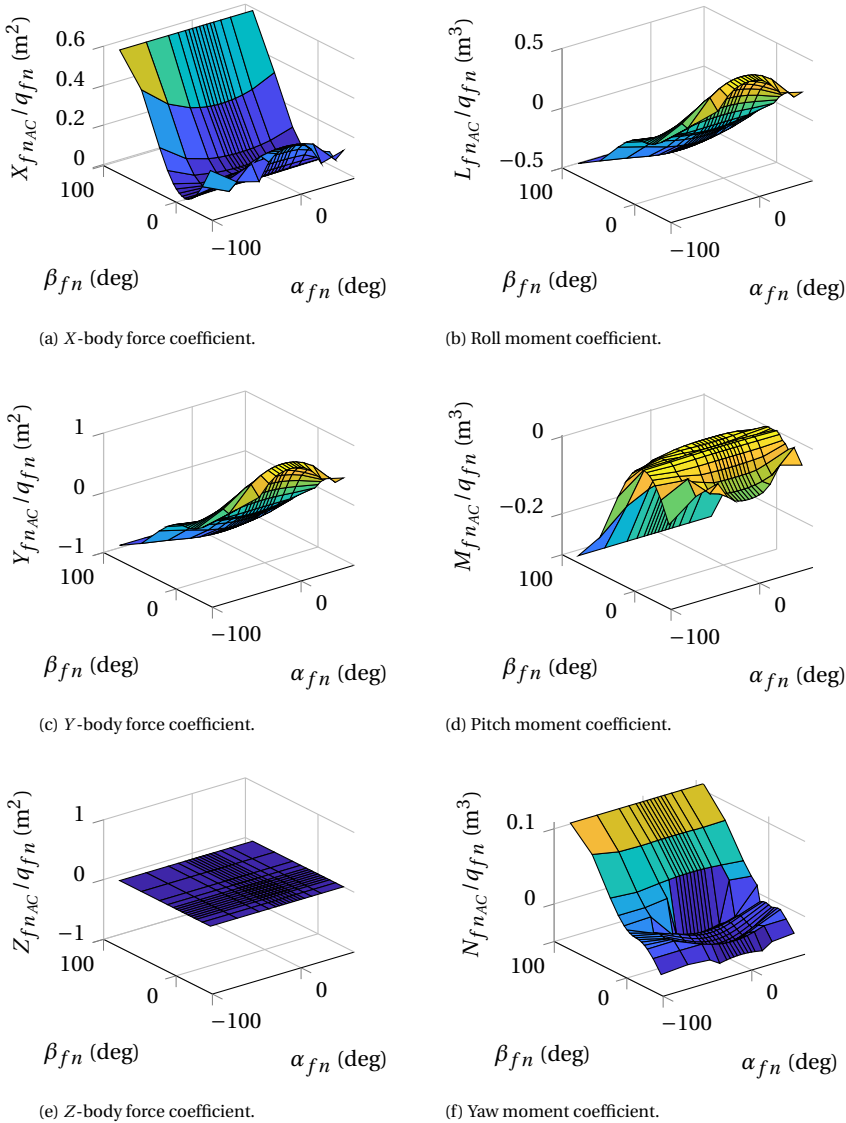 X_{fn_{AC}}/q_{fn} (m²)
0.6
0.4
0.2
0
100
0
−100
0
β_{fn} (deg)
α_{fn} (deg)
(a) X-body force coefficient.
L_{fn_{AC}}/q_{fn} (m³)
0.5
0
−0.5
100
0
−100
0
β_{fn} (deg)
α_{fn} (deg)
(b) Roll moment coefficient.
Y_{fn_{AC}}/q_{fn} (m²)
1
0
−1
100
0
−100
0
β_{fn} (deg)
α_{fn} (deg)
(c) Y-body force coefficient.
M_{fn_{AC}}/q_{fn} (m³)
0
−0.2
100
0
−100
0
β_{fn} (deg)
α_{fn} (deg)
(d) Pitch moment coefficient.
Z_{fn_{AC}}/q_{fn} (m²)
1
0
−1
100
0
−100
0
β_{fn} (deg)
α_{fn} (deg)
(e) Z-body force coefficient.
N_{fn_{AC}}/q_{fn} (m³)
0.1
0
100
0
−100
0
β_{fn} (deg)
α_{fn} (deg)
(f) Yaw moment coefficient.